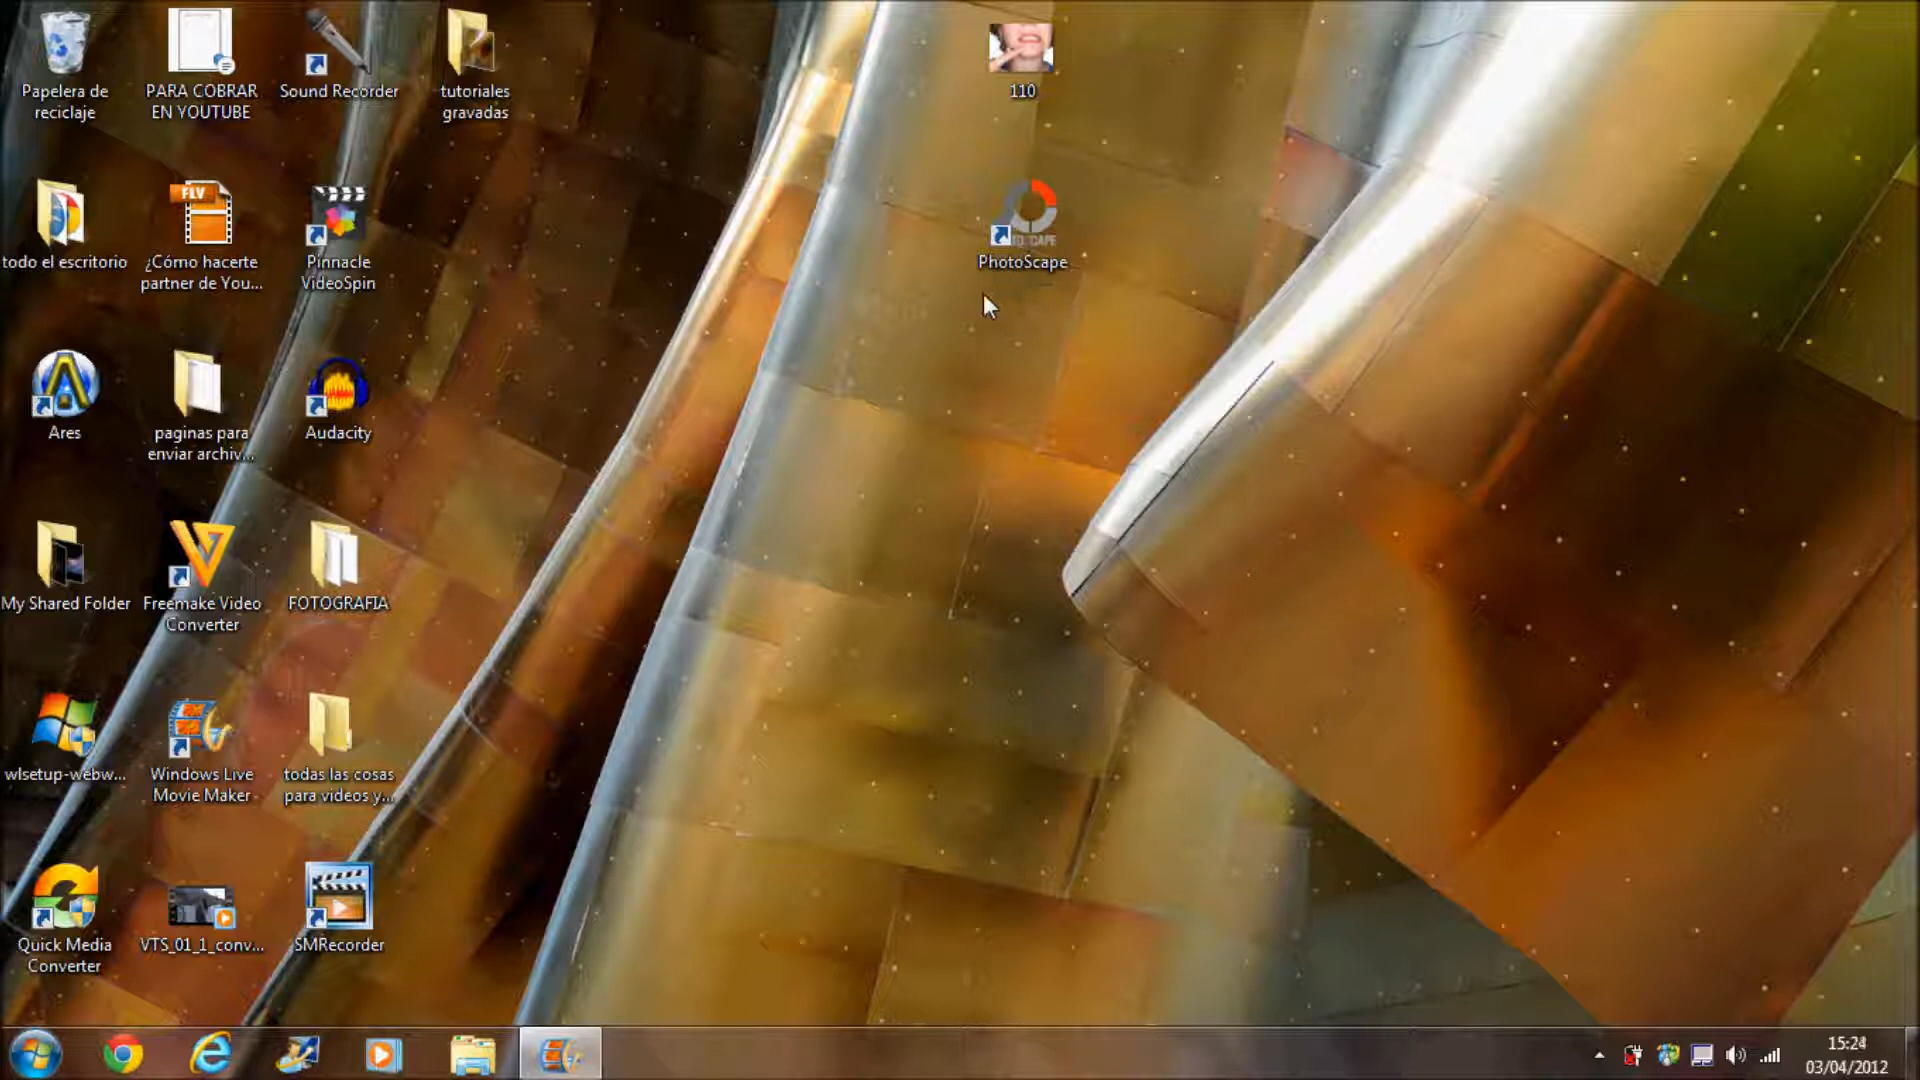 Papelera de
reciclaje
PARA COBRAR
EN YOUTUBE
Sound Recorder
tutoriales
gravadas
110
todo el escritorio
FLV
¿Cómo hacerte
partner de You...
Pinnacle
VideoSpin
PhotoScape
Ares
paginas para
enviar archiv...
Audacity
My Shared Folder
Freemake Video
Converter
FOTOGRAFIA
wlsetup-webw...
Windows Live
Movie Maker
todas las cosas
para videos y...
Quick Media
Converter
VTS_01_1_conv...
SMRecorder
15:24
03/04/2012